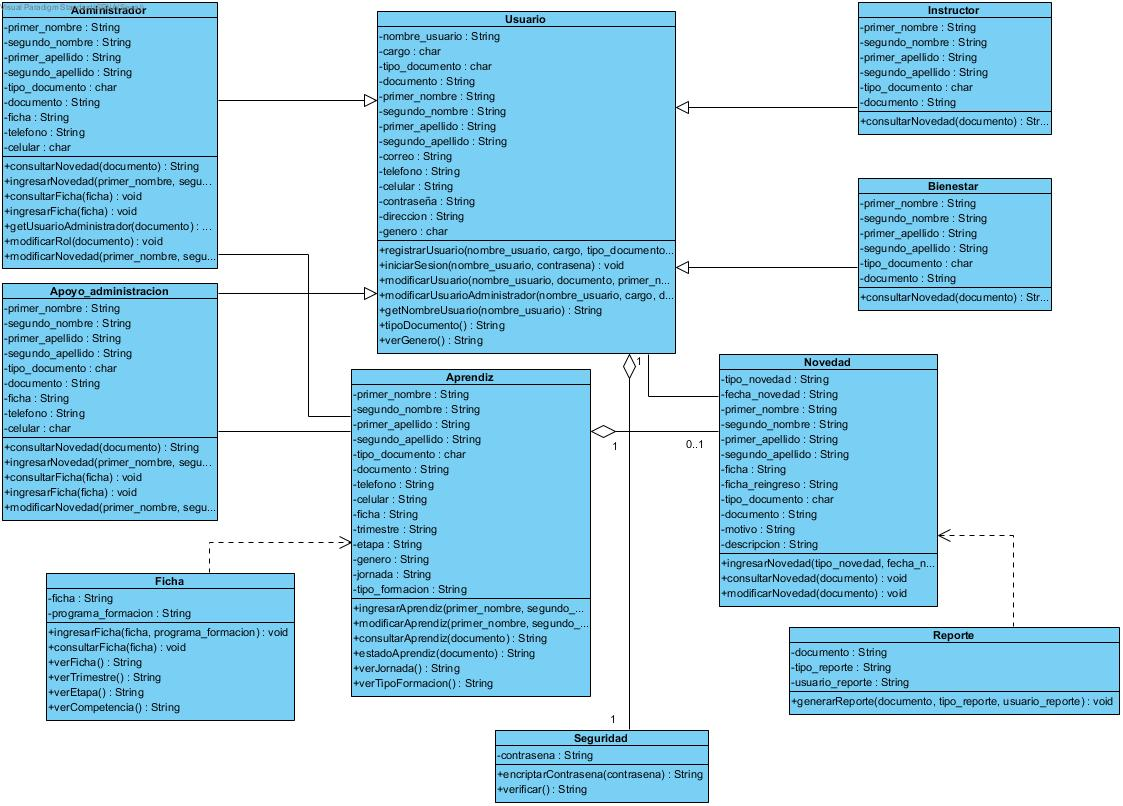 Administrador
-primer_nombre : String
-segundo_nombre : String
-primer_apellido : String
-segundo_apellido : String
-tipo_documento : char
-documento : String
-ficha : String
-telefono : String
-celular : char
+consultarNovedad(documento) : String
+ingresarNovedad(primer_nombre, segu...
+consultarFicha(ficha) : void
+ingresarFicha(ficha) : void
+getUsuarioAdministrador(documento) : ...
+modificarRol(documento) : void
+modificarNovedad(primer_nombre, segu...
Usuario
-nombre_usuario : String
-cargo : char
-tipo_documento : char
-documento : String
-primer_nombre : String
-segundo_nombre : String
-primer_apellido : String
-segundo_apellido : String
-correo : String
-telefono : String
-celular : String
-contraseña : String
-direccion : String
-genero : char
+registrarUsuario(nombre_usuario, cargo, tipo_documento...
+iniciarSesion(nombre_usuario, contrasena) : void
+modificarUsuario(nombre_usuario, documento, primer_n...
+modificarUsuarioAdministrador(nombre_usuario, cargo, d...
+getNombreUsuario(nombre_usuario) : String
+tipoDocumento() : String
+verGenero() : String
Instructor
-primer_nombre : String
-segundo_nombre : String
-primer_apellido : String
-segundo_apellido : String
-tipo_documento : char
-documento : String
+consultarNovedad(documento) : Str...
Bienestar
-primer_nombre : String
-segundo_nombre : String
-primer_apellido : String
-segundo_apellido : String
-tipo_documento : char
-documento : String
+consultarNovedad(documento) : Str...
Apoyo_administracion
-primer_nombre : String
-segundo_nombre : String
-primer_apellido : String
-segundo_apellido : String
-tipo_documento : char
-documento : String
-ficha : String
-telefono : String
-celular : char
+consultarNovedad(documento) : String
+ingresarNovedad(primer_nombre, segu...
+consultarFicha(ficha) : void
+ingresarFicha(ficha) : void
+modificarNovedad(primer_nombre, segu...
Aprendiz
-primer_nombre : String
-segundo_nombre : String
-primer_apellido : String
-segundo_apellido : String
-tipo_documento : char
-documento : String
-telefono : String
-celular : String
-ficha : String
-trimestre : String
-etapa : String
-genero : String
-jornada : String
-tipo_formacion : String
+ingresarAprendiz(primer_nombre, segundo_...
+modificarAprendiz(primer_nombre, segundo_...
+consultarAprendiz(documento) : String
+estadoAprendiz(documento) : String
+verJornada() : String
+verTipoFormacion() : String
1
1
0..1
Novedad
-tipo_novedad : String
-fecha_novedad : String
-primer_nombre : String
-segundo_nombre : String
-primer_apellido : String
-segundo_apellido : String
-ficha : String
-ficha_reingreso : String
-tipo_documento : char
-documento : String
-motivo : String
-descripcion : String
+ingresarNovedad(tipo_novedad, fecha_n...
+consultarNovedad(documento) : void
+modificarNovedad(documento) : void
Ficha
-ficha : String
-programa_formacion : String
+ingresarFicha(ficha, programa_formacion) : void
+consultarFicha(ficha) : void
+verFicha() : String
+verTrimestre() : String
+verEtapa() : String
+verCompetencia() : String
Reporte
-documento : String
-tipo_reporte : String
-usuario_reporte : String
+generarReporte(documento, tipo_reporte, usuario_reporte) : void
1
Seguridad
-contrasena : String
+encriptarContrasena(contrasena) : String
+verificar() : String